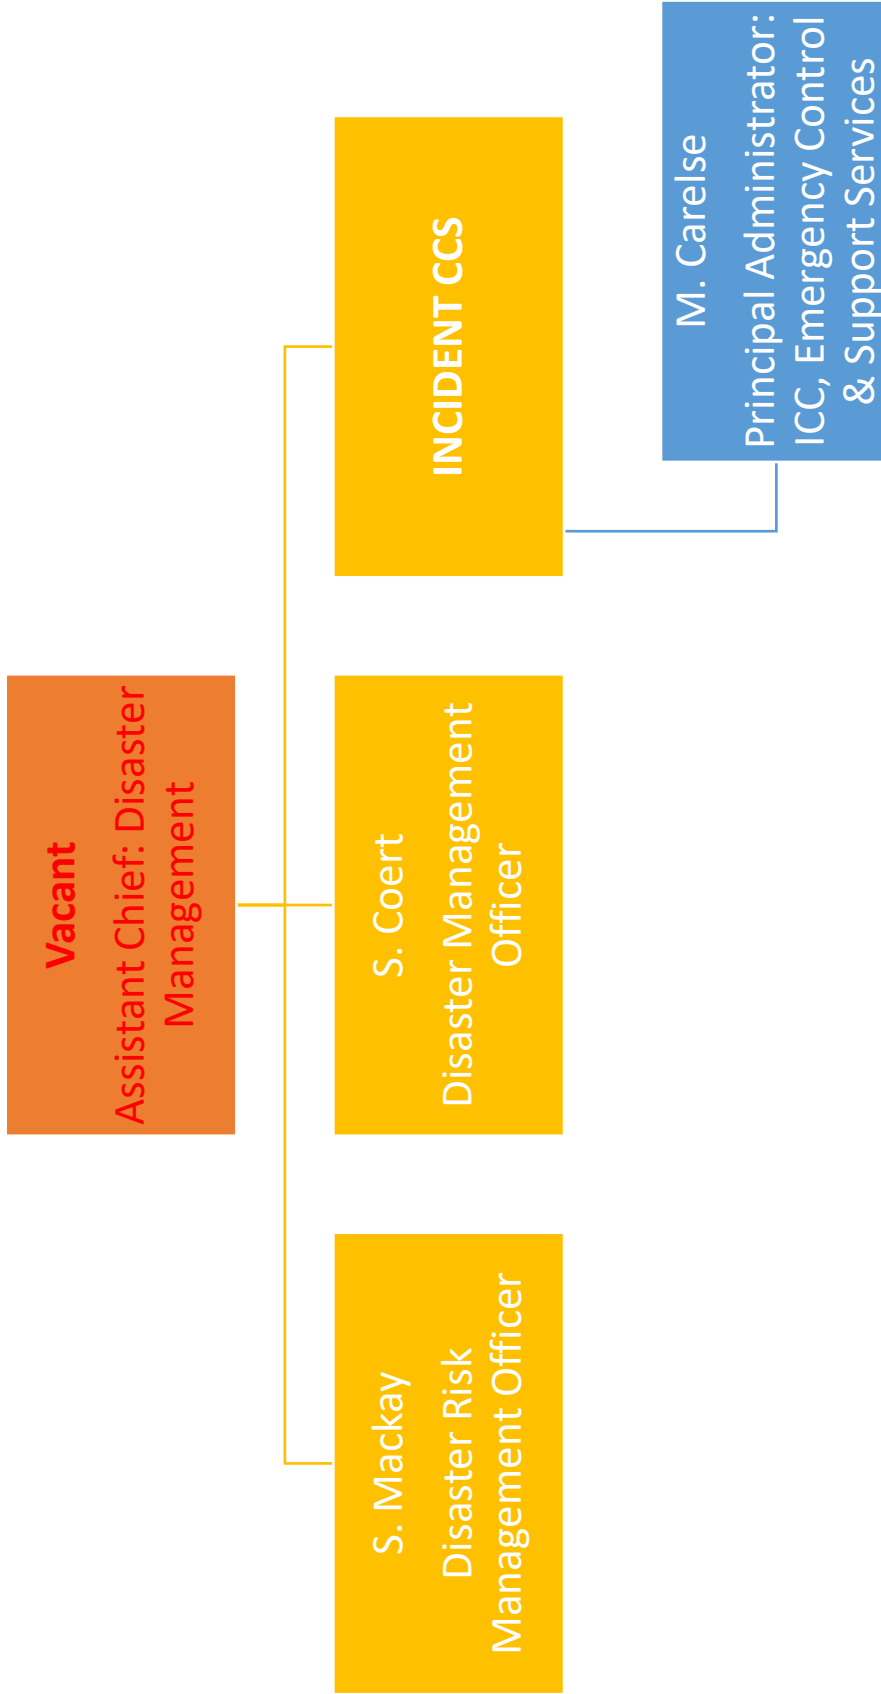 Vacant
Assistant Chief: Disaster
Management
S. Mackay
Disaster Risk
Management Officer
S. Coert
Disaster Management
Officer
INCIDENT CCS
M. Carelse
Principal Administrator:
ICC, Emergency Control
& Support Services